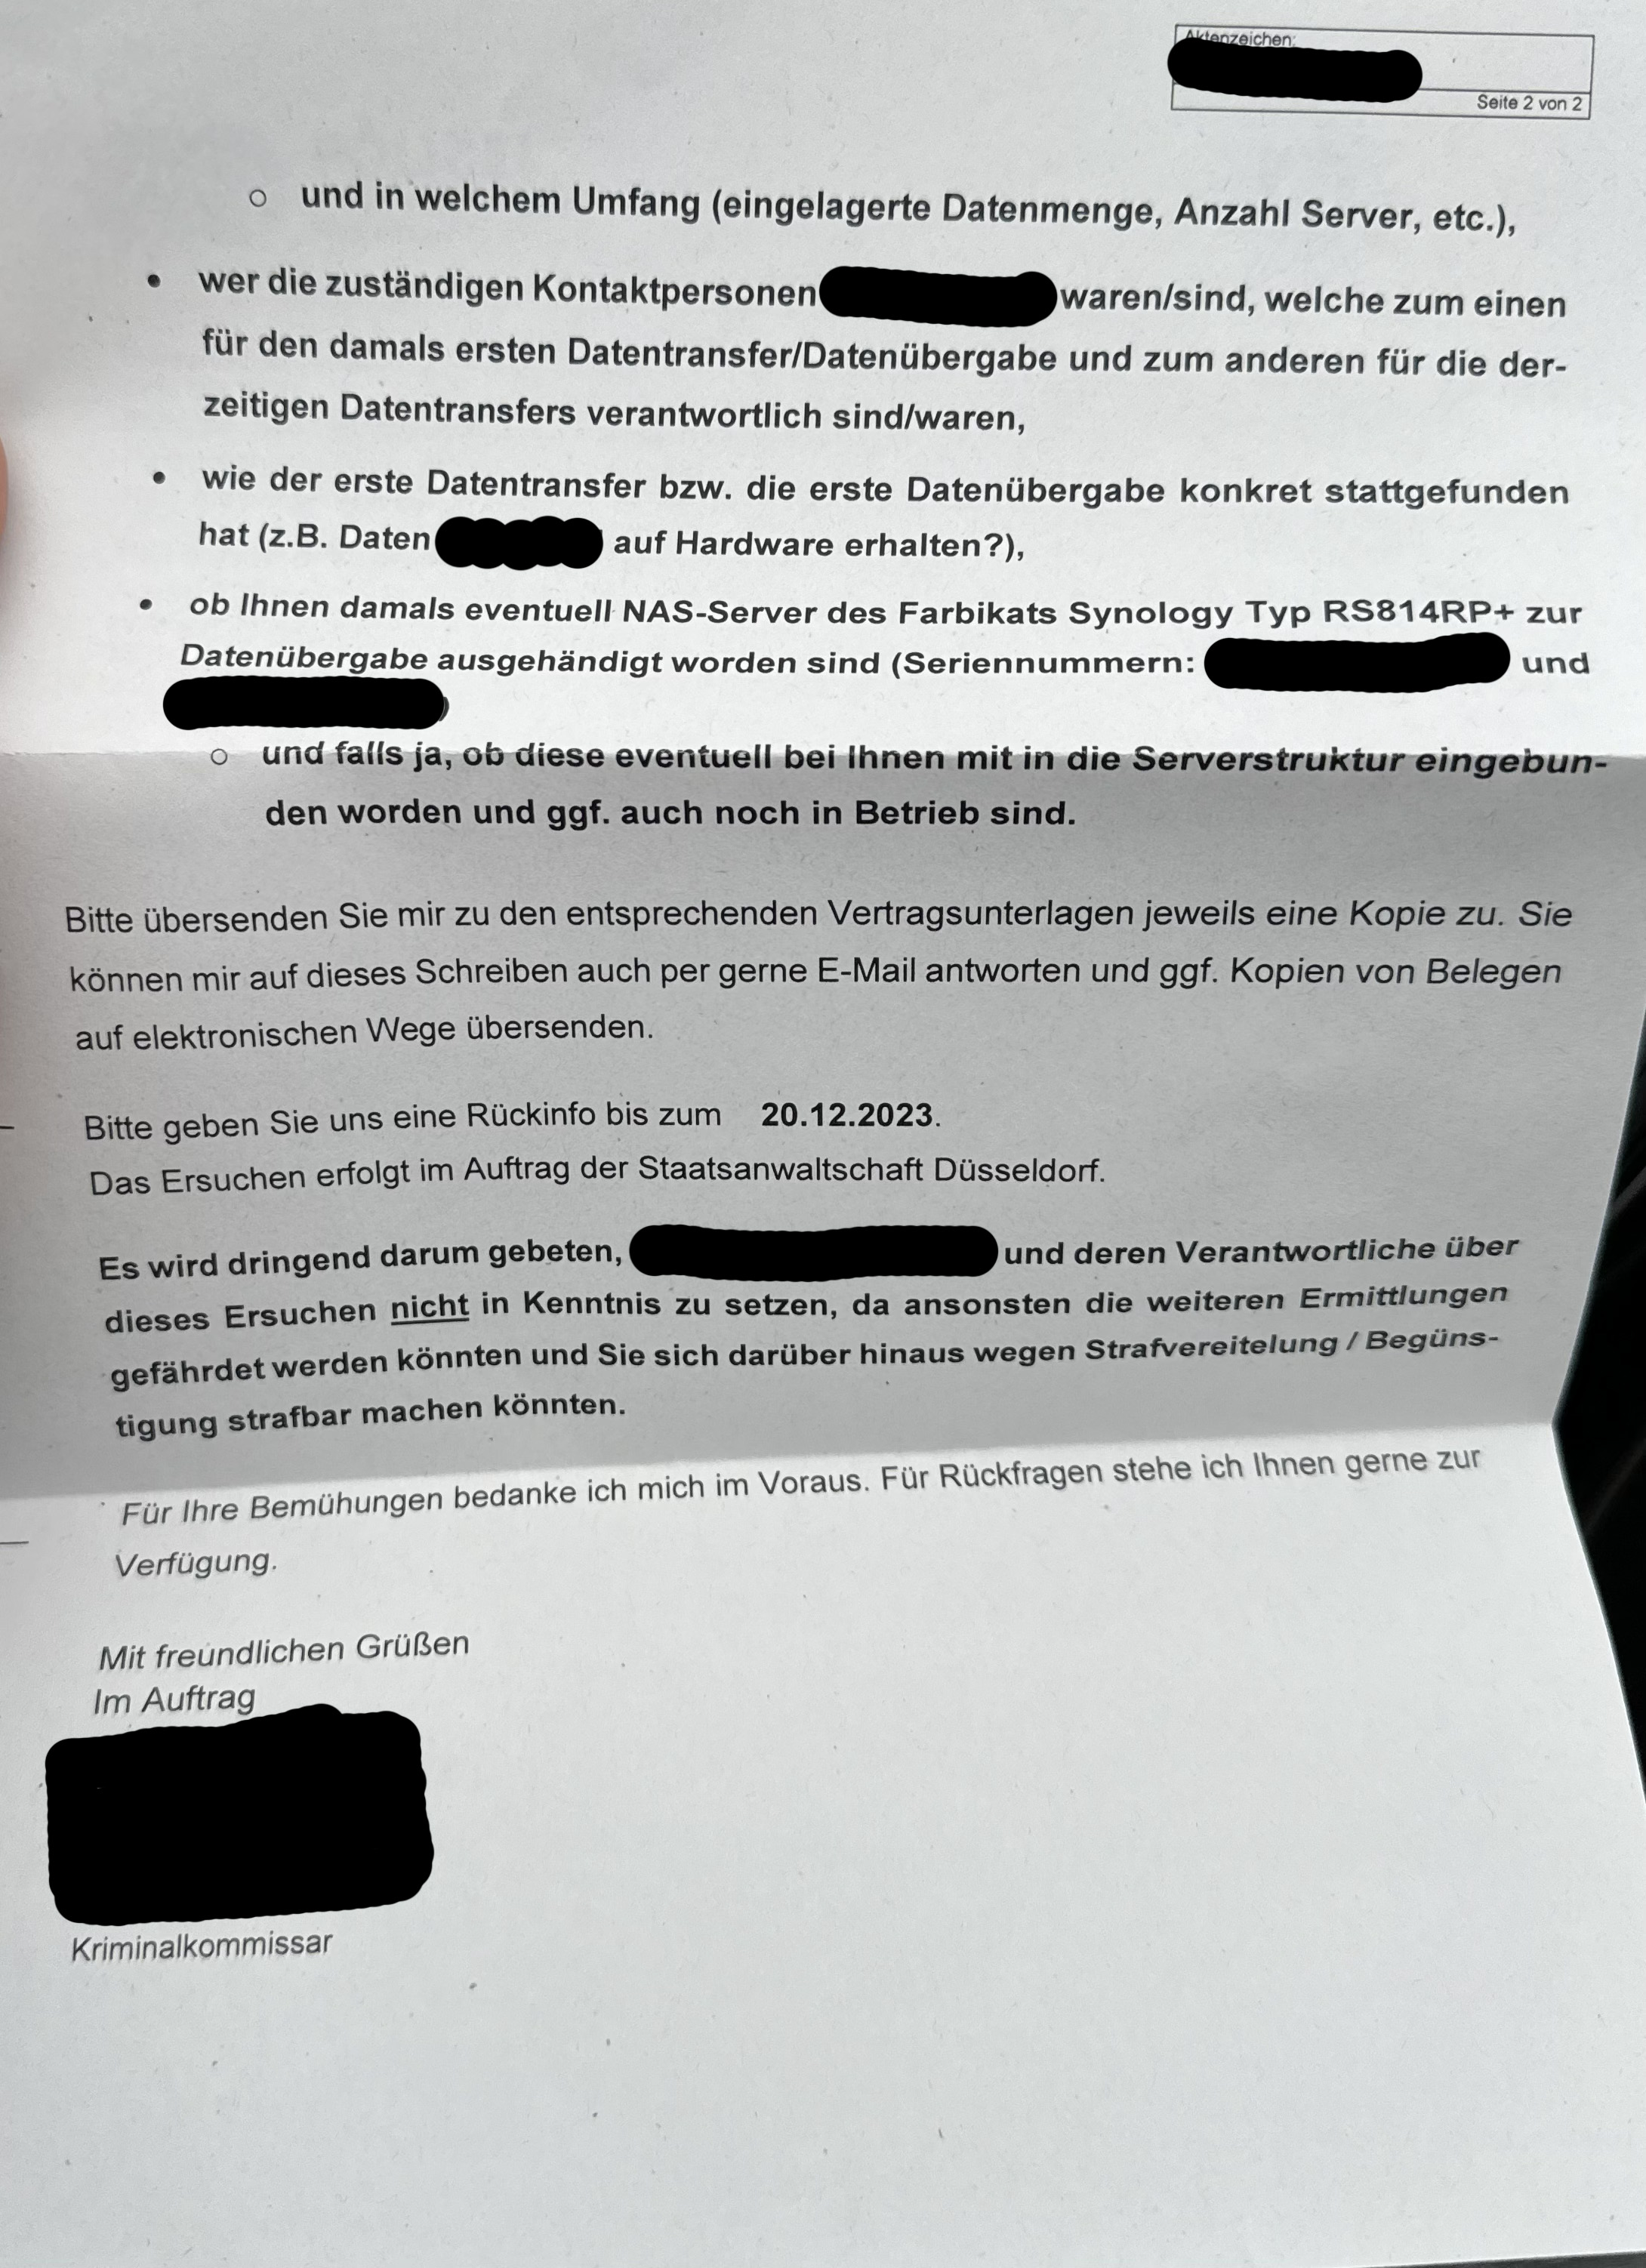 Aktenzeichen:
Seite 2 von 2
○ und in welchem Umfang (eingelagerte Datenmenge, Anzahl Server, etc.),
• wer die zuständigen Kontaktpersonen waren/sind, welche zum einen
für den damals ersten Datentransfer/Datenübergabe und zum anderen für die der-
zeitigen Datentransfers verantwortlich sind/waren,
• wie der erste Datentransfer bzw. die erste Datenübergabe konkret stattgefunden
hat (z.B. Daten auf Hardware erhalten?),
• ob Ihnen damals eventuell NAS-Server des Farbikats Synology Typ RS814RP+ zur
Datenübergabe ausgehändigt worden sind (Seriennummern: und
)
○ und falls ja, ob diese eventuell bei Ihnen mit in die Serverstruktur eingebun-
den worden und ggf. auch noch in Betrieb sind.
Bitte übersenden Sie mir zu den entsprechenden Vertragsunterlagen jeweils eine Kopie zu. Sie
können mir auf dieses Schreiben auch per gerne E-Mail antworten und ggf. Kopien von Belegen
auf elektronischen Wege übersenden.
Bitte geben Sie uns eine Rückinfo bis zum 20.12.2023.
Das Ersuchen erfolgt im Auftrag der Staatsanwaltschaft Düsseldorf.
Es wird dringend darum gebeten, und deren Verantwortliche über
dieses Ersuchen nicht in Kenntnis zu setzen, da ansonsten die weiteren Ermittlungen
gefährdet werden könnten und Sie sich darüber hinaus wegen Strafvereitelung / Begüns-
tigung strafbar machen könnten.
Für Ihre Bemühungen bedanke ich mich im Voraus. Für Rückfragen stehe ich Ihnen gerne zur
Verfügung.
Mit freundlichen Grüßen
Im Auftrag
Kriminalkommissar